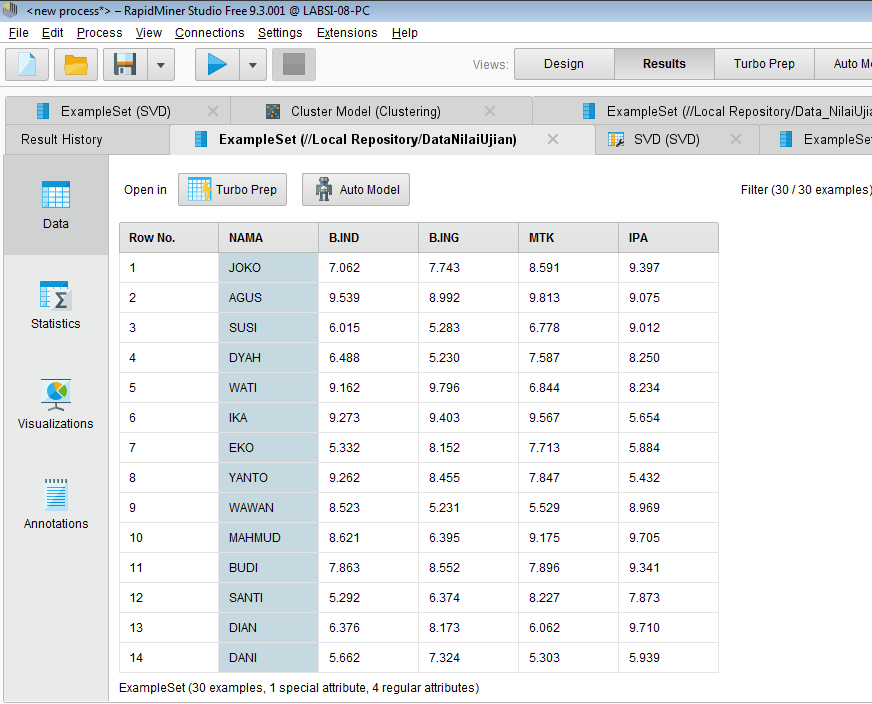 <new process*> – RapidMiner Studio Free 9.3.001 @ LABSI-08-PC
File Edit Process View Connections Settings Extensions Help
Views: Design Results Turbo Prep Auto Mo
ExampleSet (SVD) Cluster Model (Clustering) ExampleSet (//Local Repository/Data_NilaiUjia
Result History ExampleSet (//Local Repository/DataNilaiUjian) SVD (SVD) ExampleSet
Open in Turbo Prep Auto Model Filter (30 / 30 examples)
Data
Statistics
Visualizations
Annotations
Row No. NAMA B.IND B.ING MTK IPA
1 JOKO 7.062 7.743 8.591 9.397
2 AGUS 9.539 8.992 9.813 9.075
3 SUSI 6.015 5.283 6.778 9.012
4 DYAH 6.488 5.230 7.587 8.250
5 WATI 9.162 9.796 6.844 8.234
6 IKA 9.273 9.403 9.567 5.654
7 EKO 5.332 8.152 7.713 5.884
8 YANTO 9.262 8.455 7.847 5.432
9 WAWAN 8.523 5.231 5.529 8.969
10 MAHMUD 8.621 6.395 9.175 9.705
11 BUDI 7.863 8.552 7.896 9.341
12 SANTI 5.292 6.374 8.227 7.873
13 DIAN 6.376 8.173 6.062 9.710
14 DANI 5.662 7.324 5.303 5.939
ExampleSet (30 examples, 1 special attribute, 4 regular attributes)